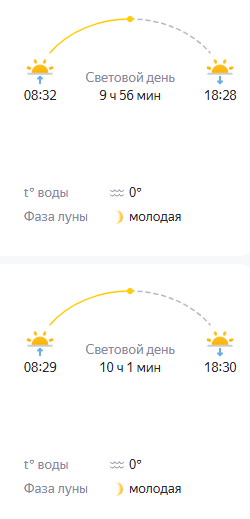 Световой день
08:32 9 ч 56 мин 18:28
t° воды 0°
Фаза луны молодая
Световой день
08:29 10 ч 1 мин 18:30
t° воды 0°
Фаза луны молодая